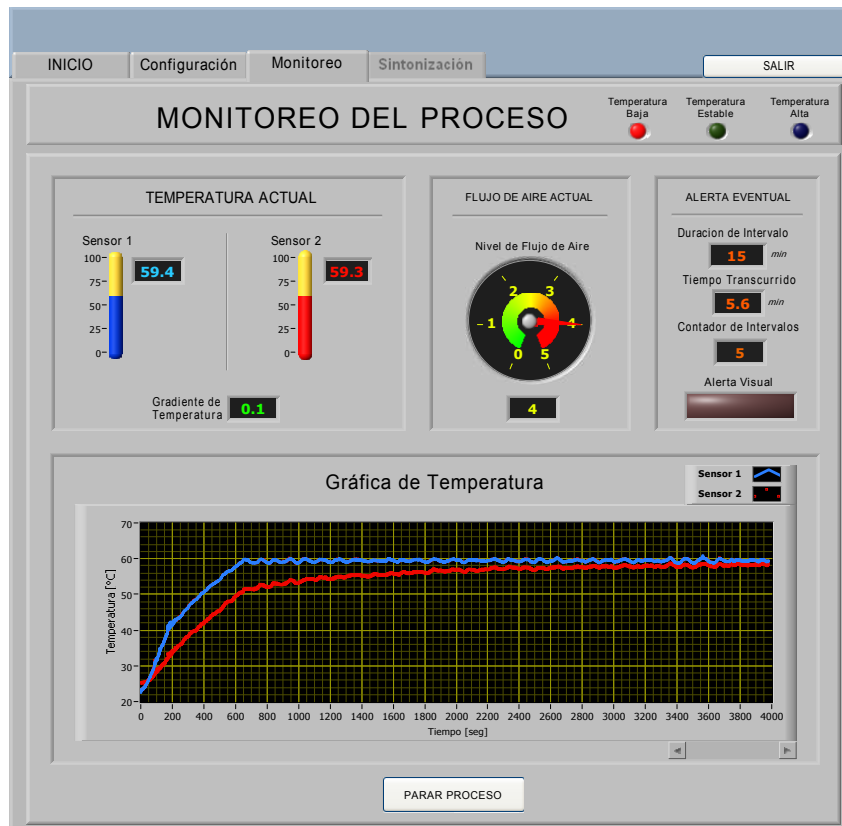 INICIO
Configuración
Monitoreo
Sintonización
SALIR
MONITOREO DEL PROCESO
Temperatura
Baja
Temperatura
Estable
Temperatura
Alta
TEMPERATURA ACTUAL
Sensor 1
100
75
50
25
0
59.4
Sensor 2
100
75
50
25
0
59.3
Gradiente de
Temperatura
0.1
FLUJO DE AIRE ACTUAL
Nivel de Flujo de Aire
0
1
2
3
4
5
4
ALERTA EVENTUAL
Duracion de Intervalo
15 min
Tiempo Transcurrido
5.6 min
Contador de Intervalos
5
Alerta Visual
Gráfica de Temperatura
Sensor 1
Sensor 2
Temperatura [ºC]
70
60
50
40
30
20
0 200 400 600 800 1000 1200 1400 1600 1800 2000 2200 2400 2600 2800 3000 3200 3400 3600 3800 4000
Tiempo [seg]
PARAR PROCESO